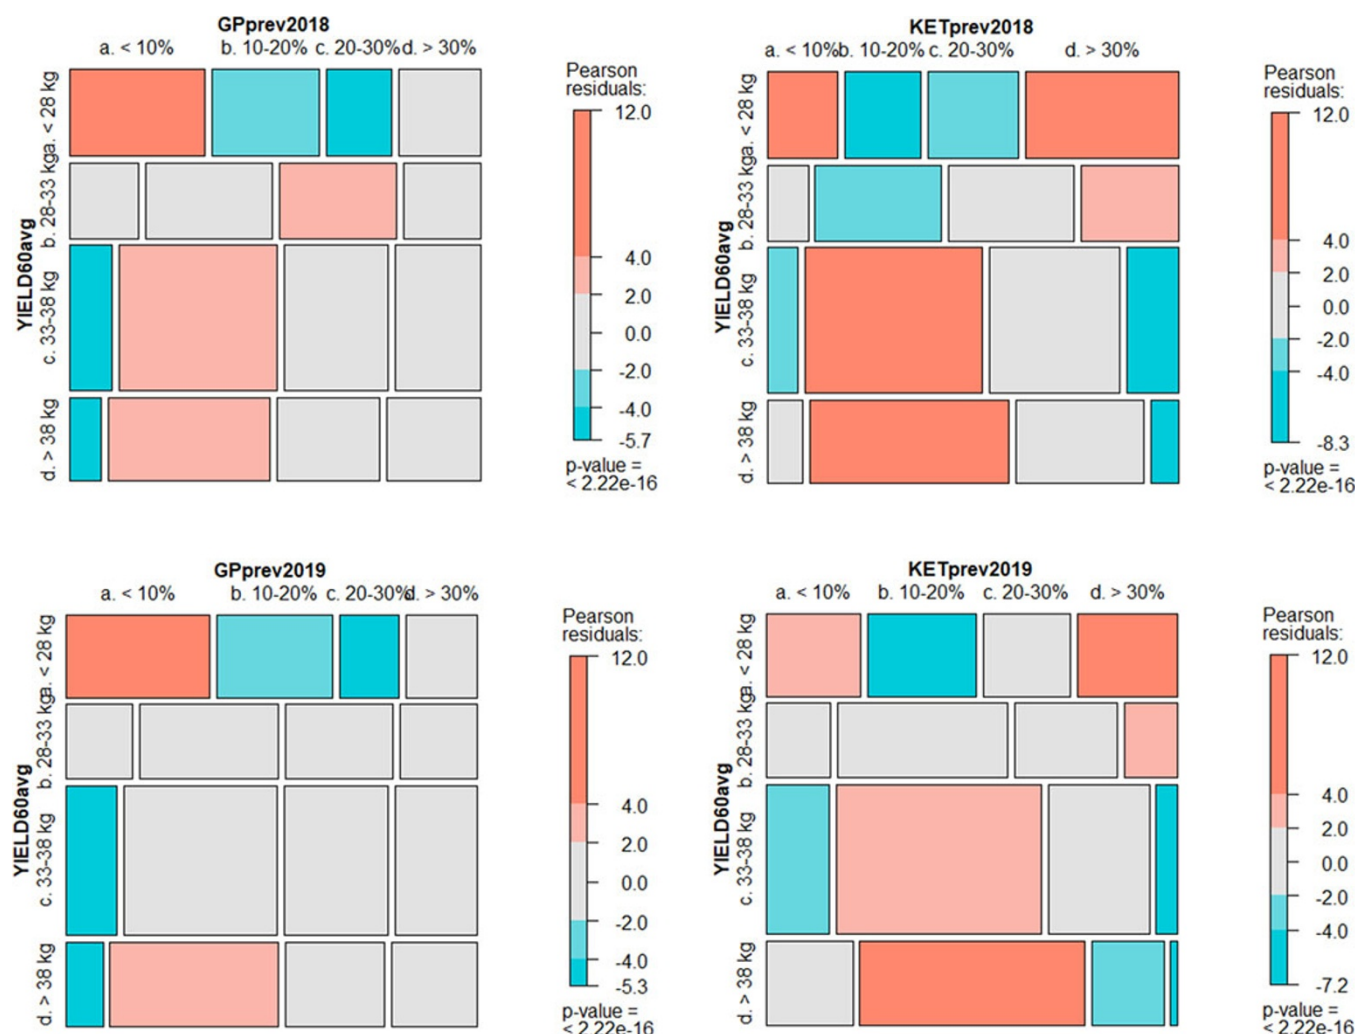 GPprev2018
a. < 10% b. 10-20% c. 20-30% d. > 30%
YIELD60avg
a. < 28 kg
b. 28-33 kg
c. 33-38 kg
d. > 38 kg
Pearson
residuals:
12.0
4.0
2.0
0.0
-2.0
-4.0
-5.7
p-value =
< 2.22e-16
KETprev2018
a. < 10% b. 10-20% c. 20-30% d. > 30%
YIELD60avg
a. < 28 kg
b. 28-33 kg
c. 33-38 kg
d. > 38 kg
Pearson
residuals:
12.0
4.0
2.0
0.0
-2.0
-4.0
-8.3
p-value =
< 2.22e-16
GPprev2019
a. < 10% b. 10-20% c. 20-30% d. > 30%
YIELD60avg
a. < 28 kg
b. 28-33 kg
c. 33-38 kg
d. > 38 kg
Pearson
residuals:
12.0
4.0
2.0
0.0
-2.0
-4.0
-5.3
p-value =
< 2.22e-16
KETprev2019
a. < 10% b. 10-20% c. 20-30% d. > 30%
YIELD60avg
a. < 28 kg
b. 28-33 kg
c. 33-38 kg
d. > 38 kg
Pearson
residuals:
12.0
4.0
2.0
0.0
-2.0
-4.0
-7.2
p-value =
< 2.22e-16